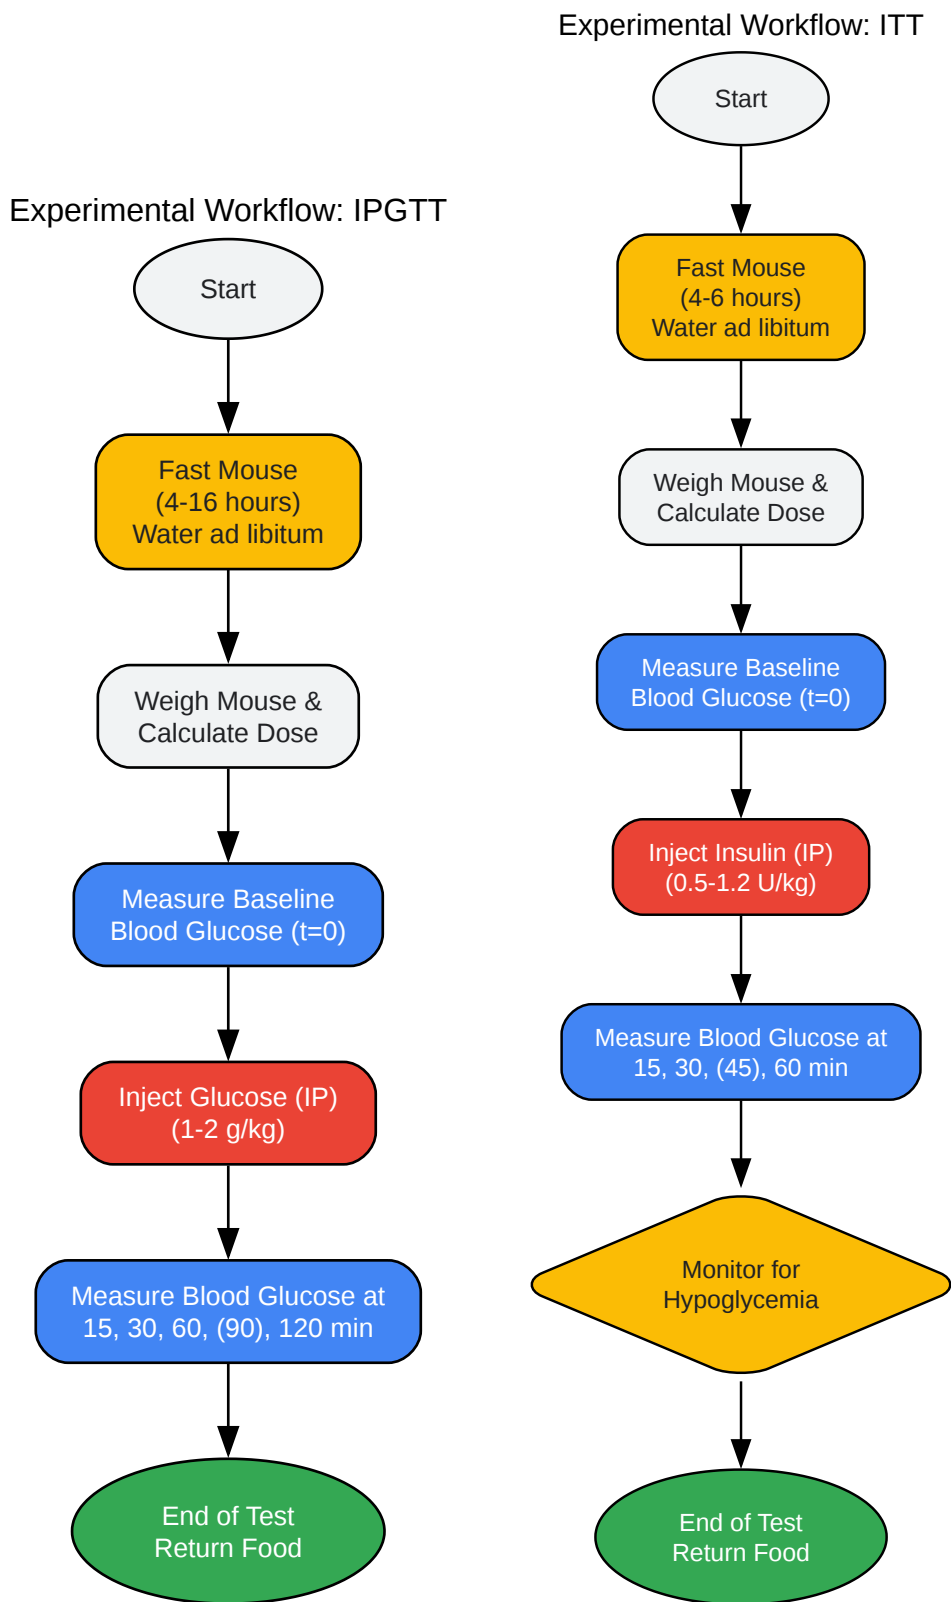 Experimental Workflow: IPGTT
Start
Fast Mouse
(4-16 hours)
Water ad libitum
Weigh Mouse &
Calculate Dose
Measure Baseline
Blood Glucose (t=0)
Inject Glucose (IP)
(1-2 g/kg)
Measure Blood Glucose at
15, 30, 60, (90), 120 min
End of Test
Return Food
Experimental Workflow: ITT
Start
Fast Mouse
(4-6 hours)
Water ad libitum
Weigh Mouse &
Calculate Dose
Measure Baseline
Blood Glucose (t=0)
Inject Insulin (IP)
(0.5-1.2 U/kg)
Measure Blood Glucose at
15, 30, (45), 60 min
Monitor for
Hypoglycemia
End of Test
Return Food